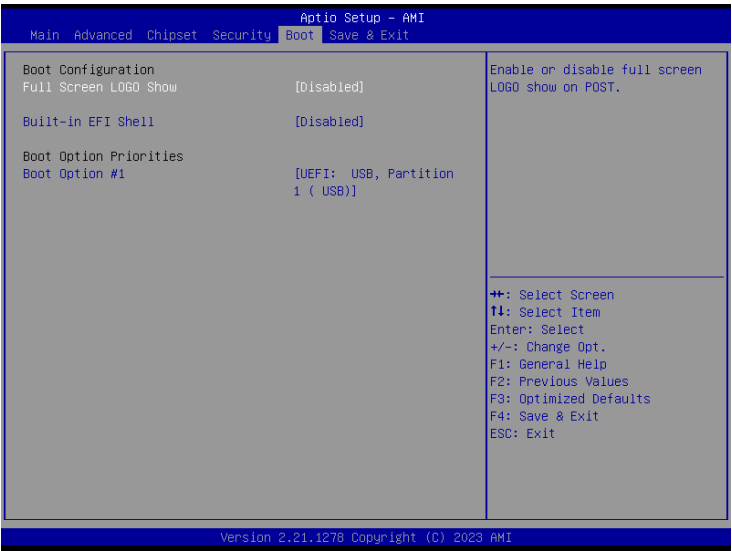 Aptio Setup – AMI
Main Advanced Chipset Security Boot Save & Exit
Boot Configuration
Full Screen LOGO Show [Disabled]
Built-in EFI Shell [Disabled]
Boot Option Priorities
Boot Option #1 [UEFI: USB, Partition
1 ( USB)]
Enable or disable full screen
LOGO show on POST.
→←: Select Screen
↑↓: Select Item
Enter: Select
+/-: Change Opt.
F1: General Help
F2: Previous Values
F3: Optimized Defaults
F4: Save & Exit
ESC: Exit
Version 2.21.1278 Copyright (C) 2023 AMI